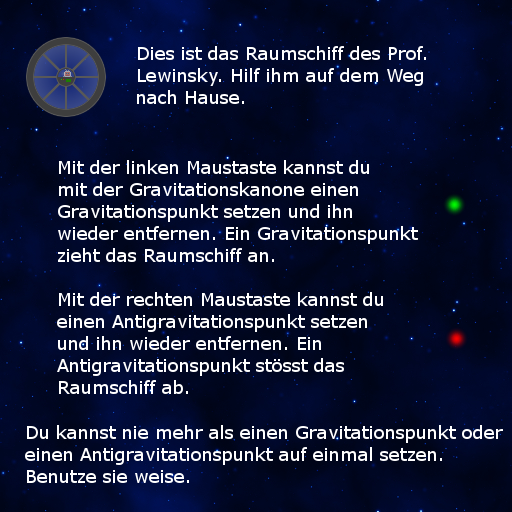 Dies ist das Raumschiff des Prof.
Lewinsky. Hilf ihm auf dem Weg
nach Hause.
Mit der linken Maustaste kannst du
mit der Gravitationskanone einen
Gravitationspunkt setzen und ihn
wieder entfernen. Ein Gravitationspunkt
zieht das Raumschiff an.
Mit der rechten Maustaste kannst du
einen Antigravitationspunkt setzen
und ihn wieder entfernen. Ein
Antigravitationspunkt stösst das
Raumschiff ab.
Du kannst nie mehr als einen Gravitationspunkt oder
einen Antigravitationspunkt auf einmal setzen.
Benutze sie weise.